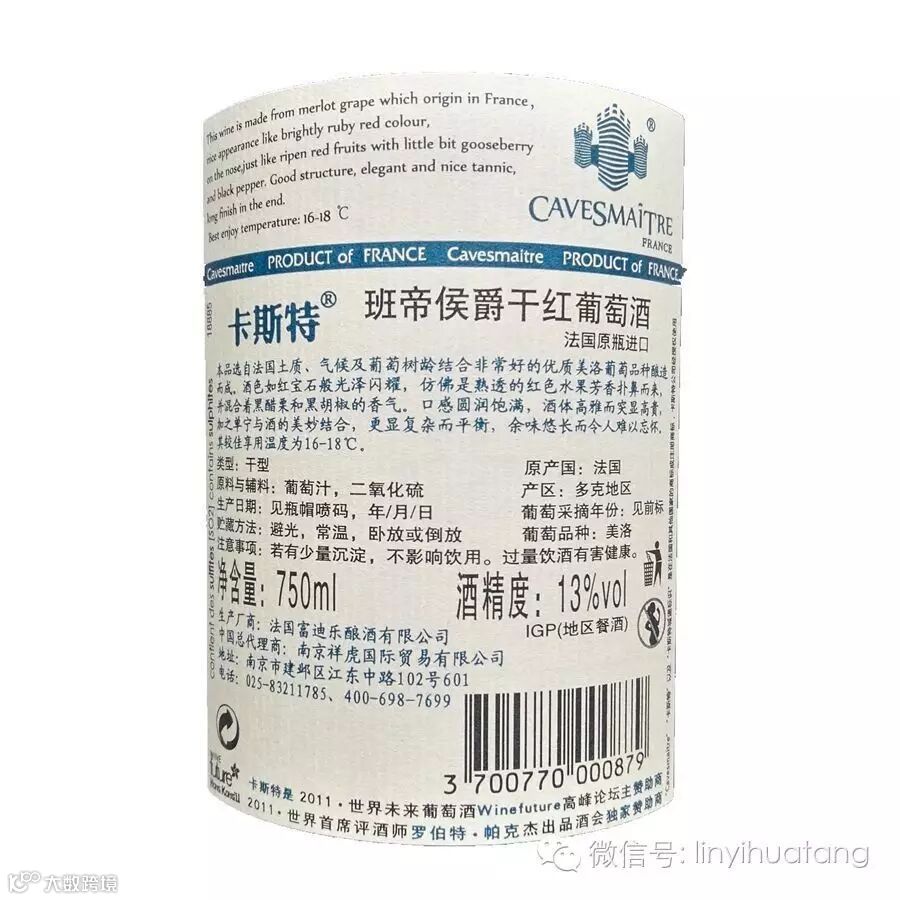 This wine is made from merlot grape which origin in France,
nice appearance like brightly ruby red colour,
on the nose,just like ripen red fruits with little bit gooseberry
and black pepper. Good structure, elegant and nice tannic,
long finish in the end.
Best enjoy temperature: 16-18 ℃
®
CAVESMAÎTRE
FRANCE
Cavesmaitre PRODUCT of FRANCE Cavesmaitre PRODUCT of FRANCE
卡斯特®
班帝侯爵干红葡萄酒
法国原瓶进口
本品选自法国土质、气候及葡萄树龄结合非常好的优质美洛葡萄品种酿造
而成。酒色如红宝石般光泽闪耀，仿佛是熟透的红色水果芳香扑鼻而来，
并混合着黑醋栗和黑胡椒的香气。口感圆润饱满，酒体高雅而突显高贵，
加之单宁与酒的美妙结合，更显复杂而平衡，余味悠长而令人难以忘怀，
其较佳享用温度为16-18℃。
类型：干型
原料与辅料：葡萄汁，二氧化硫
生产日期：见瓶帽喷码，年/月/日
贮藏方法：避光，常温，卧放或倒放
原产国：法国
产区：多克地区
葡萄采摘年份：见前标
葡萄品种：美洛
注意事项：若有少量沉淀，不影响饮用。过量饮酒有害健康。
净含量：750ml
酒精度：13%vol
IGP(地区餐酒)
生产厂商：法国富迪乐酿酒有限公司
中国总代理商：南京祥虎国际贸易有限公司
地址：南京市建邺区江东中路102号601
电话：025-83211785、400-698-7699
18885
contient des sulfites [SO2] contains sulphites
3 700770 000879
future
卡斯特是 2011·世界未来葡萄酒Winefuture高峰论坛主赞助商
2011·世界首席评酒师罗伯特·帕克杰出品酒会独家赞助商
微信号: linyihuatang
大数跨境